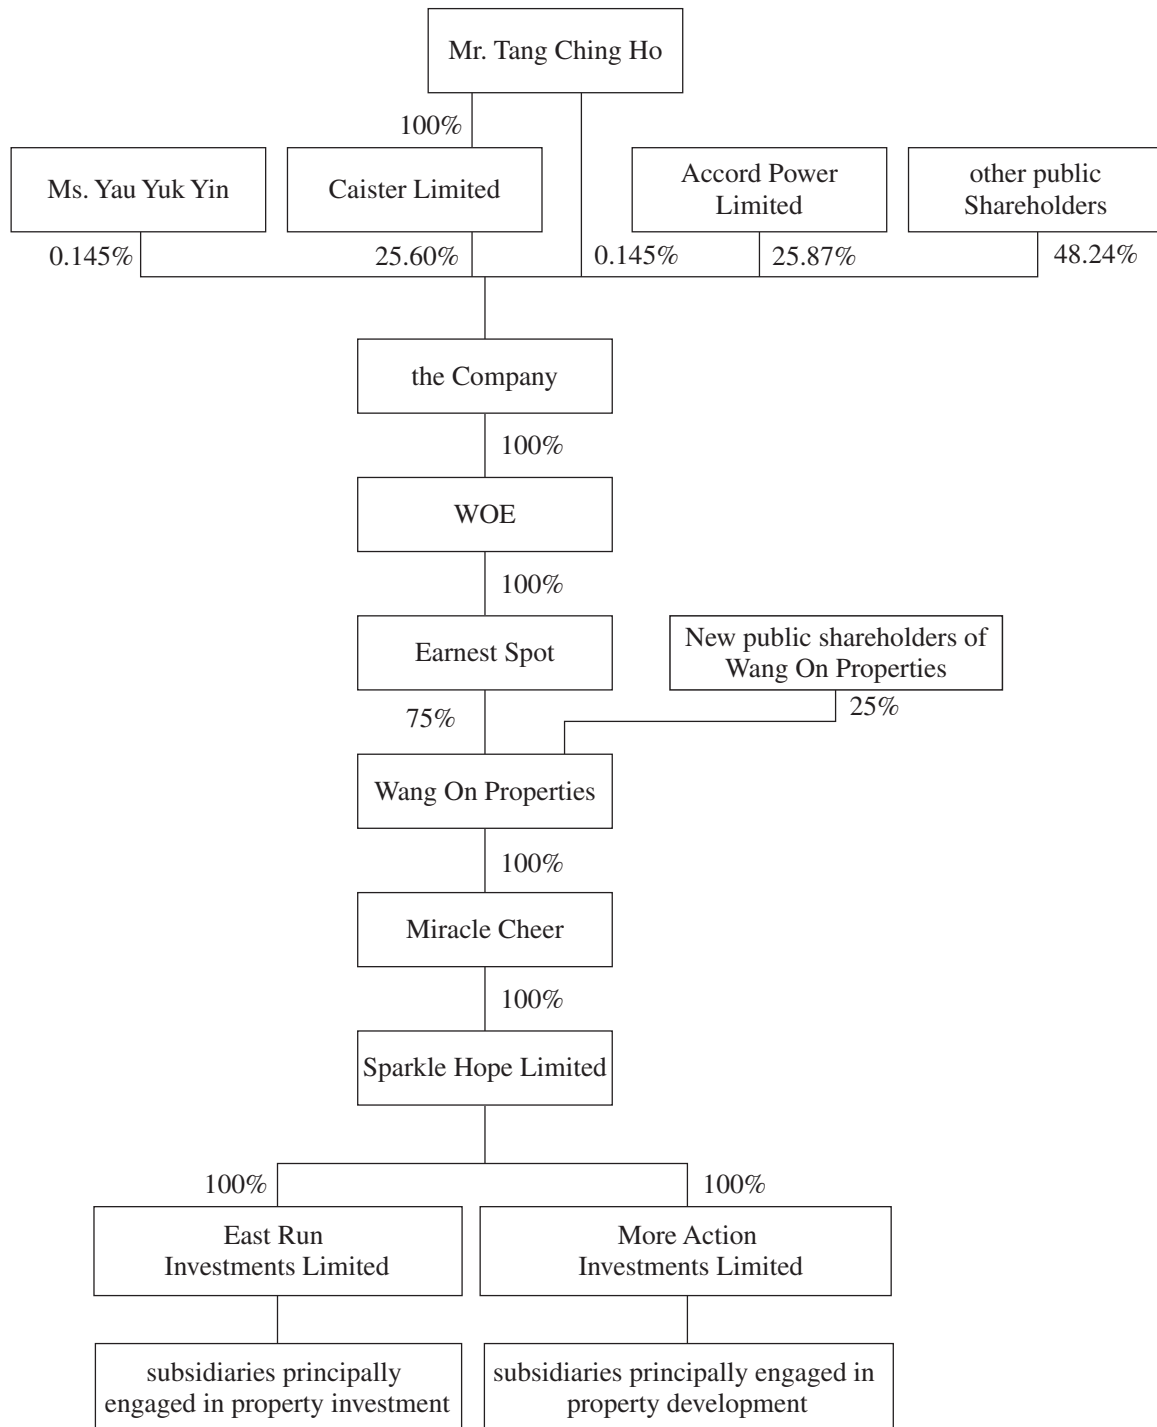 Mr. Tang Ching Ho
100%
Ms. Yau Yuk Yin
Caister Limited
Accord Power
Limited
other public
Shareholders
0.145%
25.60%
0.145%
25.87%
48.24%
the Company
100%
WOE
100%
Earnest Spot
New public shareholders of
Wang On Properties
75%
25%
Wang On Properties
100%
Miracle Cheer
100%
Sparkle Hope Limited
100%
100%
East Run
Investments Limited
More Action
Investments Limited
subsidiaries principally
engaged in property investment
subsidiaries principally engaged in
property development